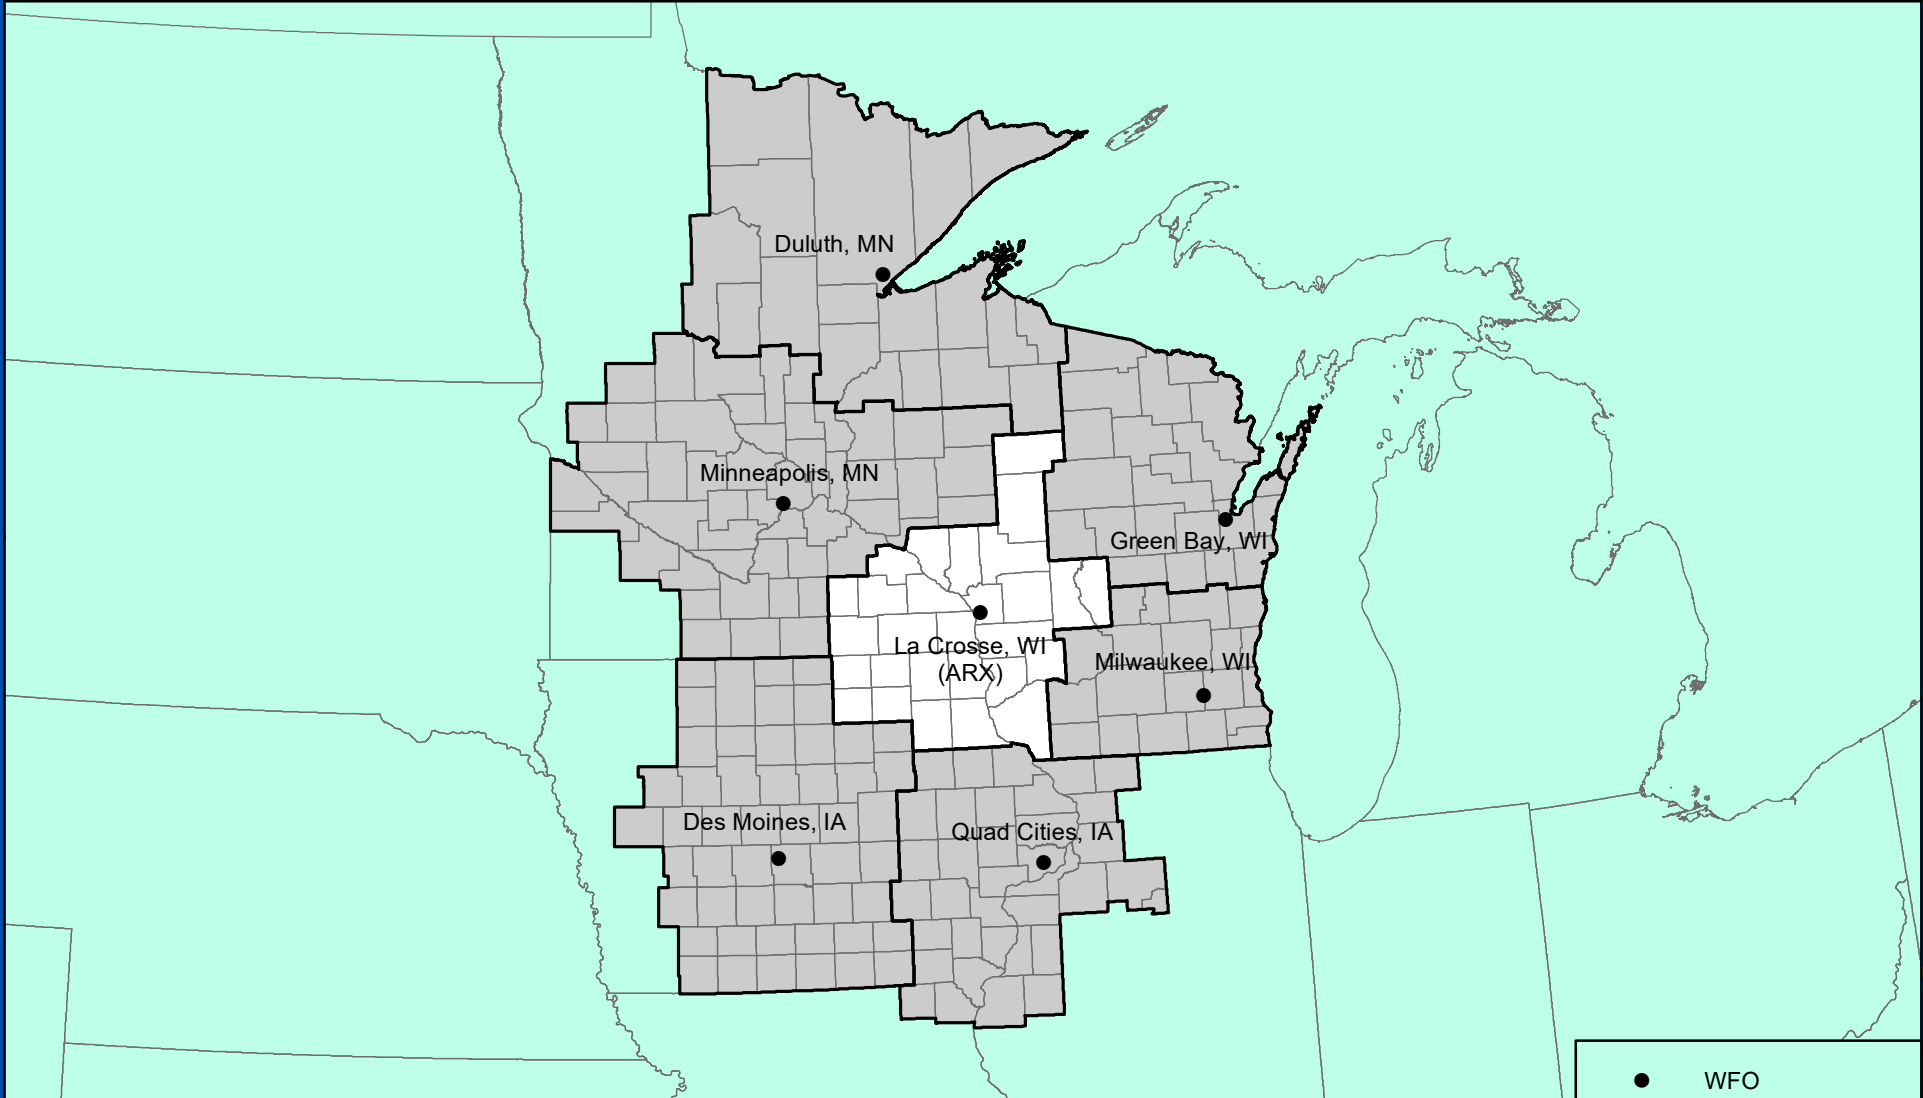 Duluth, MN
Minneapolis, MN
Green Bay, WI
La Crosse, WI
(ARX)
Milwaukee, WI
Des Moines, IA
Quad Cities, IA
WFO